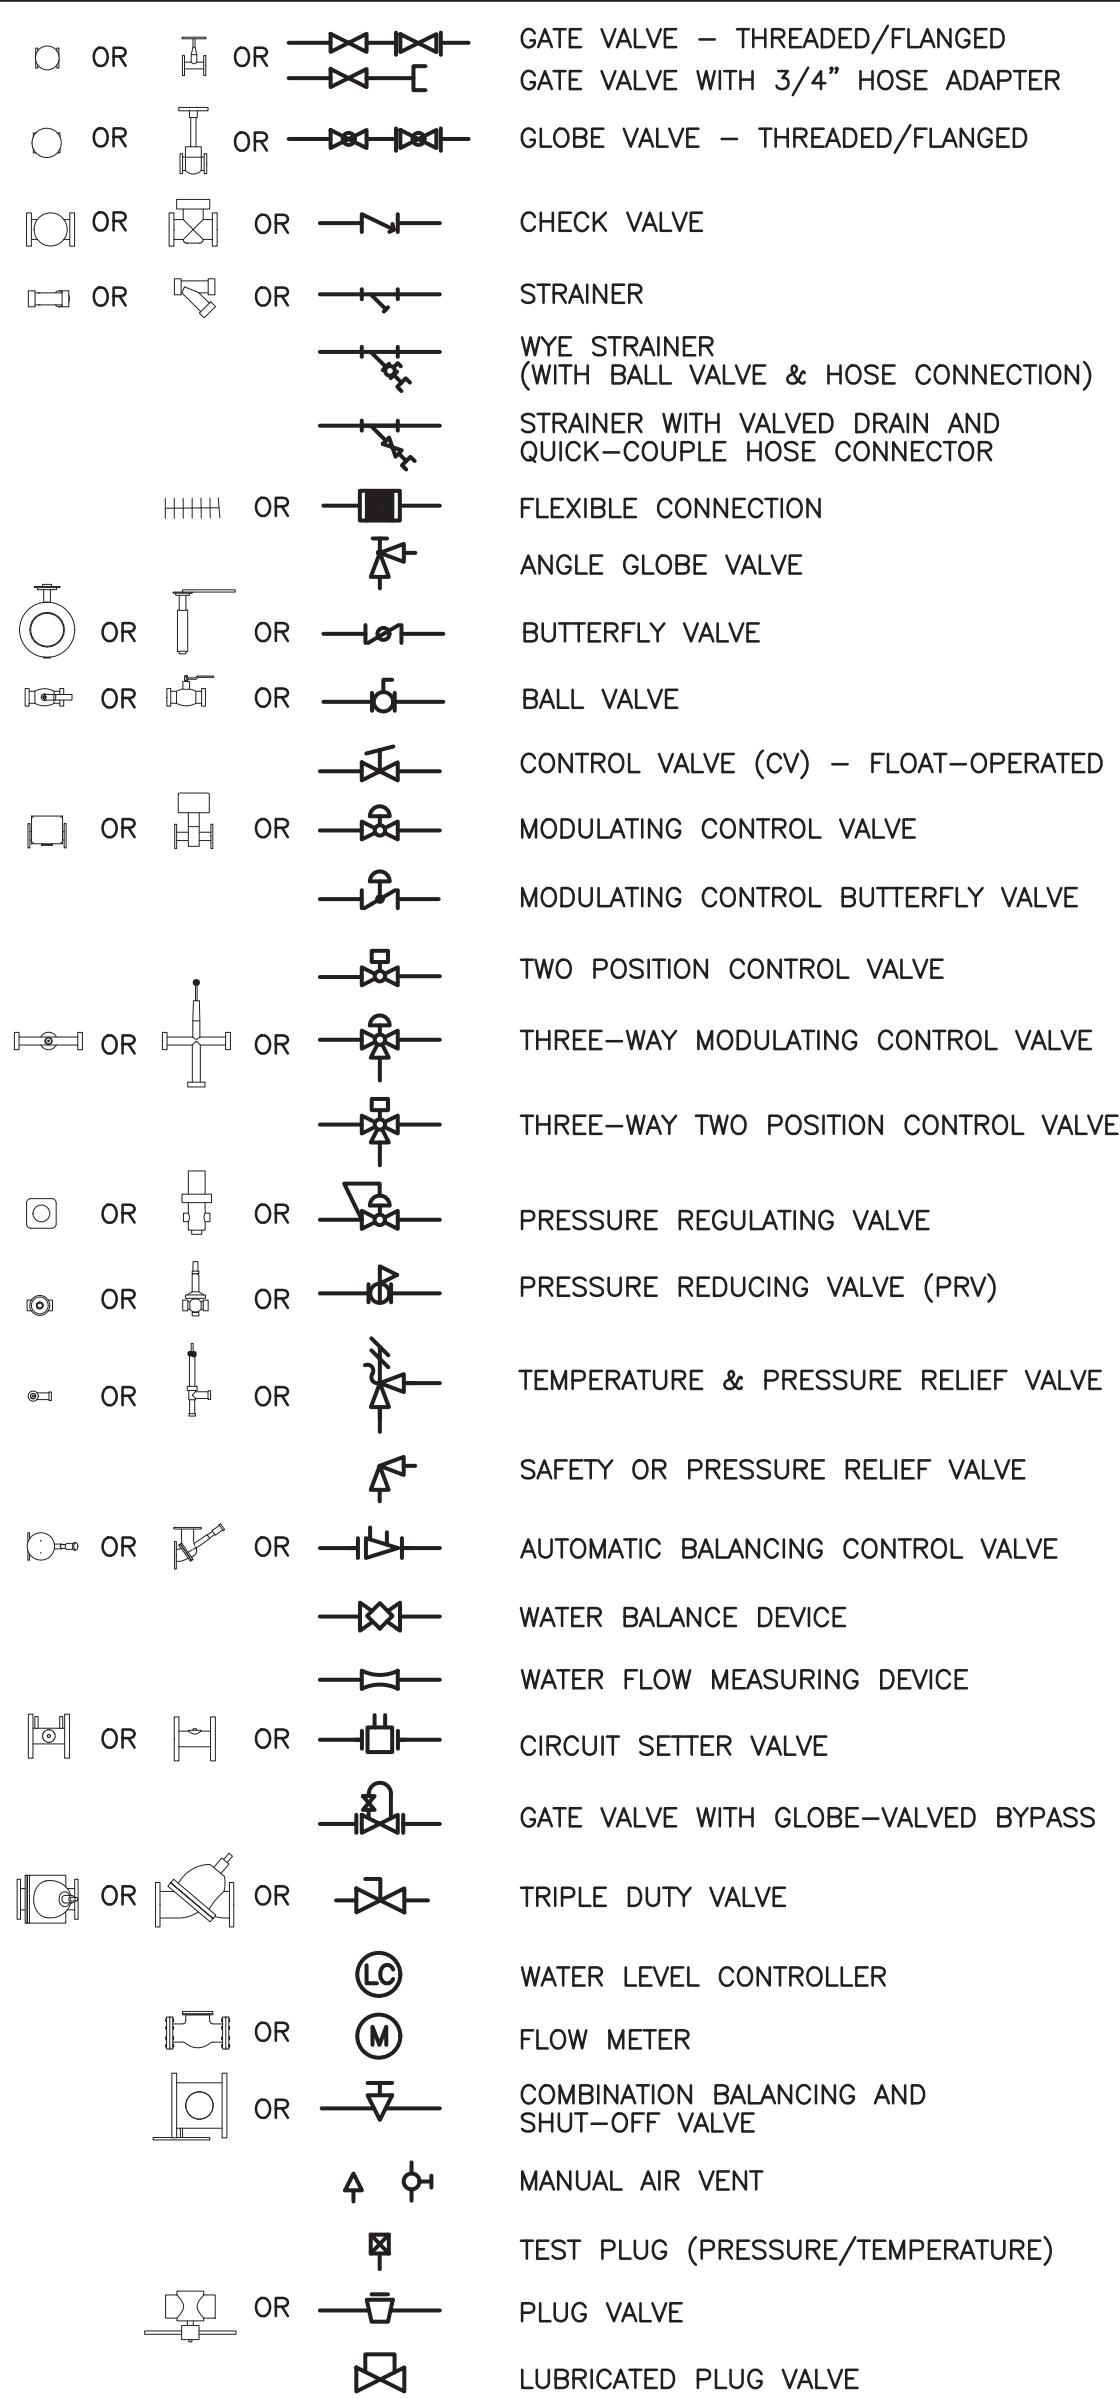 OR OR GATE VALVE – THREADED/FLANGED
GATE VALVE WITH 3/4” HOSE ADAPTER
OR OR GLOBE VALVE – THREADED/FLANGED
OR OR CHECK VALVE
OR OR STRAINER
WYE STRAINER
(WITH BALL VALVE & HOSE CONNECTION)
STRAINER WITH VALVED DRAIN AND
QUICK–COUPLE HOSE CONNECTOR
OR FLEXIBLE CONNECTION
ANGLE GLOBE VALVE
OR OR BUTTERFLY VALVE
OR OR BALL VALVE
CONTROL VALVE (CV) – FLOAT–OPERATED
OR OR MODULATING CONTROL VALVE
MODULATING CONTROL BUTTERFLY VALVE
TWO POSITION CONTROL VALVE
OR OR THREE–WAY MODULATING CONTROL VALVE
THREE–WAY TWO POSITION CONTROL VALVE
OR OR PRESSURE REGULATING VALVE
OR OR PRESSURE REDUCING VALVE (PRV)
OR OR TEMPERATURE & PRESSURE RELIEF VALVE
SAFETY OR PRESSURE RELIEF VALVE
OR OR AUTOMATIC BALANCING CONTROL VALVE
WATER BALANCE DEVICE
WATER FLOW MEASURING DEVICE
OR OR CIRCUIT SETTER VALVE
GATE VALVE WITH GLOBE–VALVED BYPASS
OR OR TRIPLE DUTY VALVE
LC WATER LEVEL CONTROLLER
OR M FLOW METER
OR COMBINATION BALANCING AND
SHUT–OFF VALVE
MANUAL AIR VENT
TEST PLUG (PRESSURE/TEMPERATURE)
OR PLUG VALVE
LUBRICATED PLUG VALVE